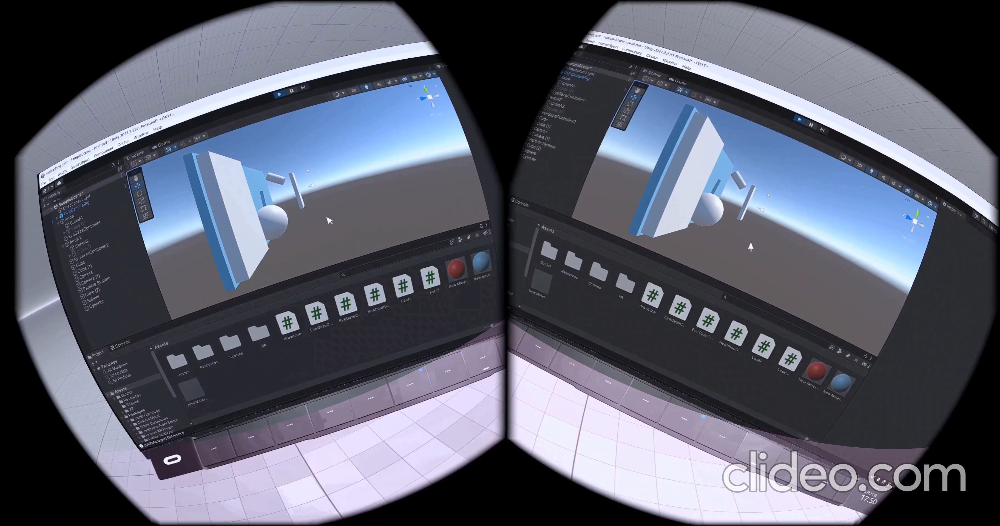 eyetracking_test - SampleScene - Android - Unity 2021.3.23f1 Personal* <DX11>
File Edit Assets GameObject Component Oculus Window Help
Hierarchy
All
SampleScene*
Directional Light
OVRCameraRig
Arrow
CubeA1
Cube (1)
EyeGazeController
Arrow2
CubeA2
Cube (1)
EyeGazeController2
Cube
Cube (1)
Camera
Camera (1)
Particle System
Cube (2)
Sphere
Cylinder
Scene
Game
2D
Project
Console
3
Favorites
All Materials
All Models
All Prefabs
Assets
Oculus
Resources
Scenes
XR
Packages
Code Coverage
Custom NUnit
Editor Coroutines
JetBrains Rider Editor
Oculus XR Plugin
Profile Analyzer
[OVRManager] OnDestroy
Assets
Oculus
Resources
Scenes
XR
drawLine
EyeGazeC...
EyeGazeC...
HeatmapG...
Laser
Laser2
New Mater...
New Mater...
New Mater...
king_test - SampleScene - Android - Unity 2021.3.23f1 Personal* <DX11>
Assets GameObject Component Oculus Window Help
SampleScene*
Directional Light
OVRCameraRig
Arrow
CubeA1
Cube (1)
EyeGazeController
Arrow2
CubeA2
Cube (1)
EyeGazeController2
Cube
Cube (1)
Camera
Camera (1)
Particle System
Cube (2)
Sphere
Cylinder
Scene
Game
2D
Inspector
Console
3
Assets
Oculus
Resources
Scenes
XR
drawLine
EyeGazeC...
EyeGazeC...
HeatmapG...
Laser
Laser2
New Mater...
New Mater...
New Mater...
5月21日
17:50
clideo.com